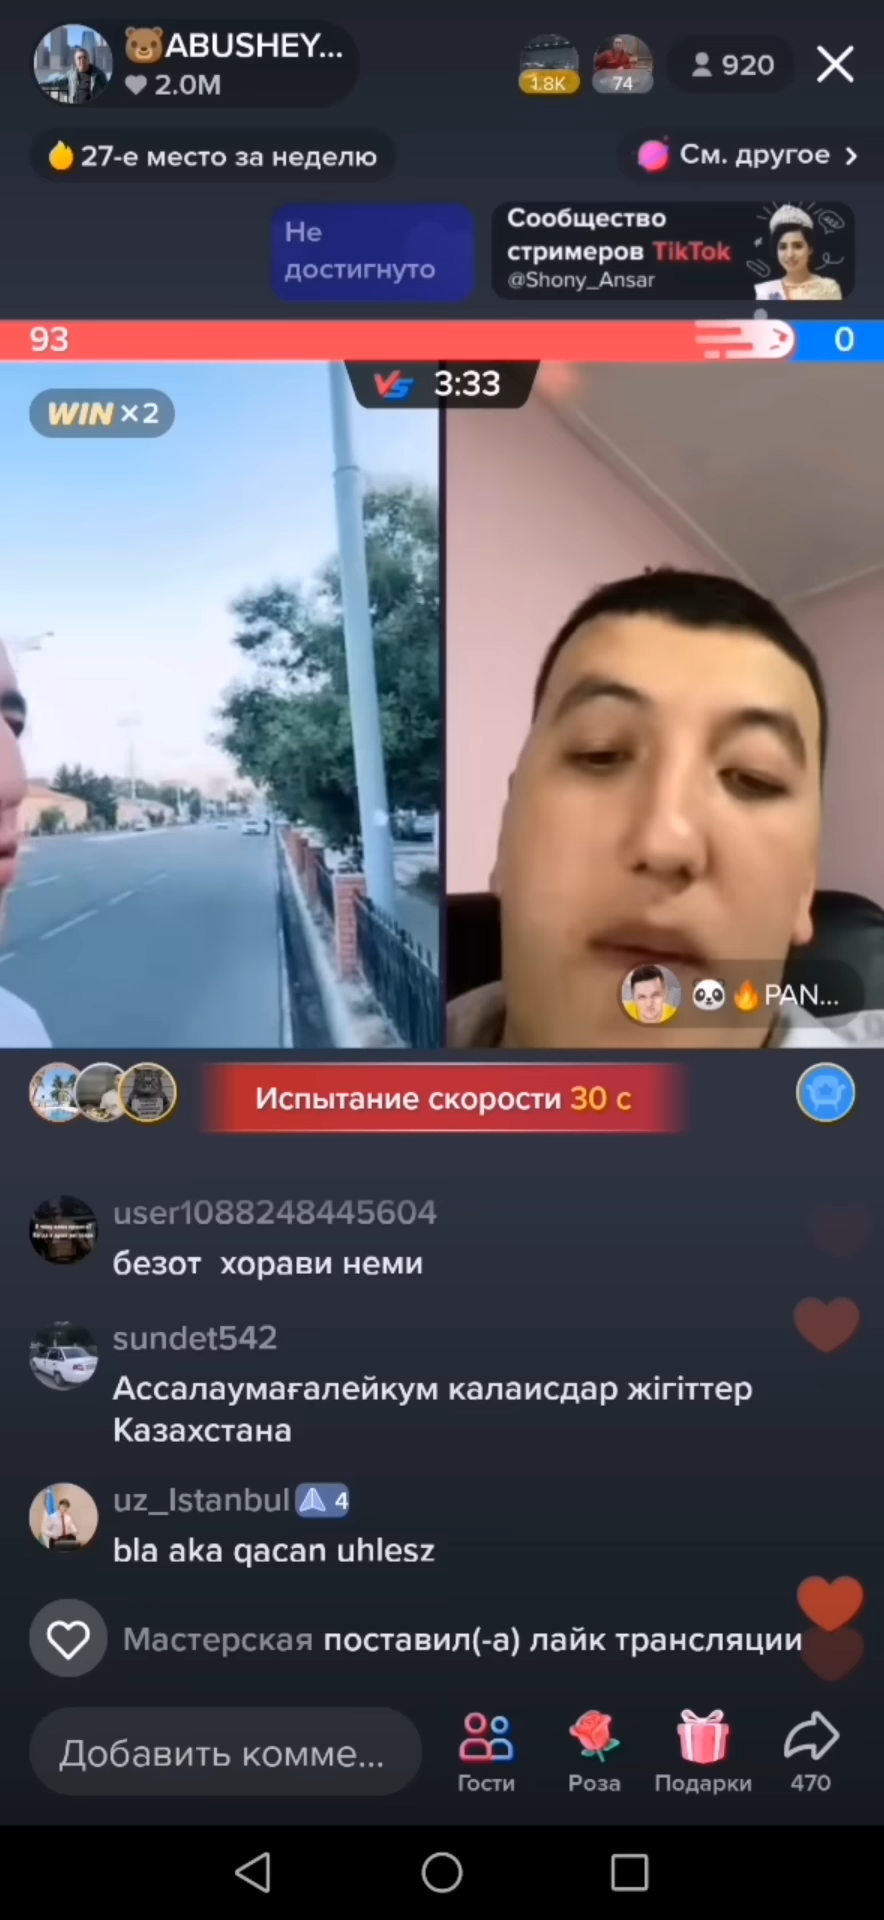 🐻ABUSHEY...
2.0M
1.8K
74
920
27-е место за неделю
См. другое
Не
достигнуто
Сообщество
стримеров TikTok
@Shony_Ansar
93
0
VS 3:33
WIN ×2
🐼🔥PAN...
Испытание скорости 30 с
user1088248445604
безот хорави неми
sundet542
Ассалаумағалейкум калаисдар жігіттер
Казахстана
uz_Istanbul 4
bla aka qacan uhlesz
Мастерская поставил(-а) лайк трансляции
Добавить комме...
Гости
Роза
Подарки
470